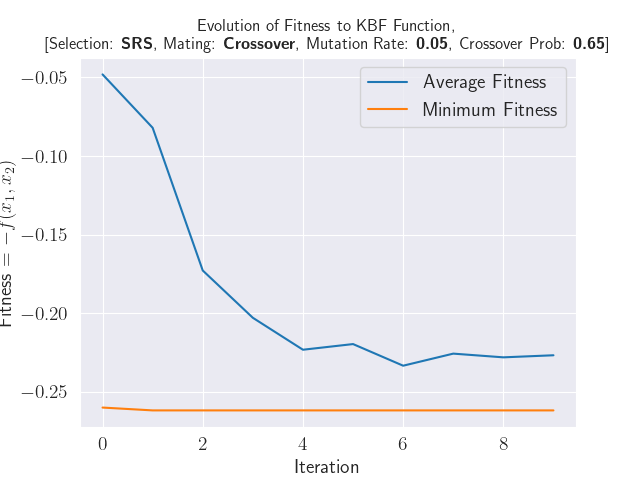 Evolution of Fitness to KBF Function,
[Selection: SRS, Mating: Crossover, Mutation Rate: 0.05, Crossover Prob: 0.65]
Average Fitness
Minimum Fitness
−0.05
−0.10
−0.15
−0.20
−0.25
Fitness = −f(x₁, x₂)
0 2 4 6 8
Iteration